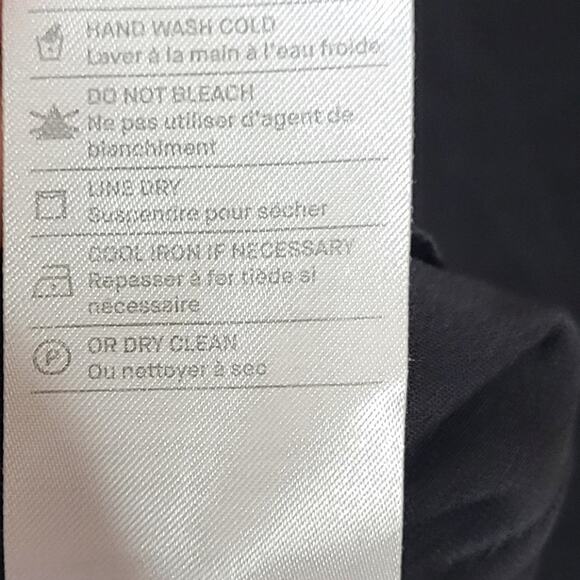 HAND WASH COLD
Laver à la main à l'eau froide
DO NOT BLEACH
Ne pas utiliser d'agent de
blanchiment
LINE DRY
Suspendre pour sécher
COOL IRON IF NECESSARY
Repasser à fer tiède si
nécessaire
P
OR DRY CLEAN
Ou nettoyer à sec